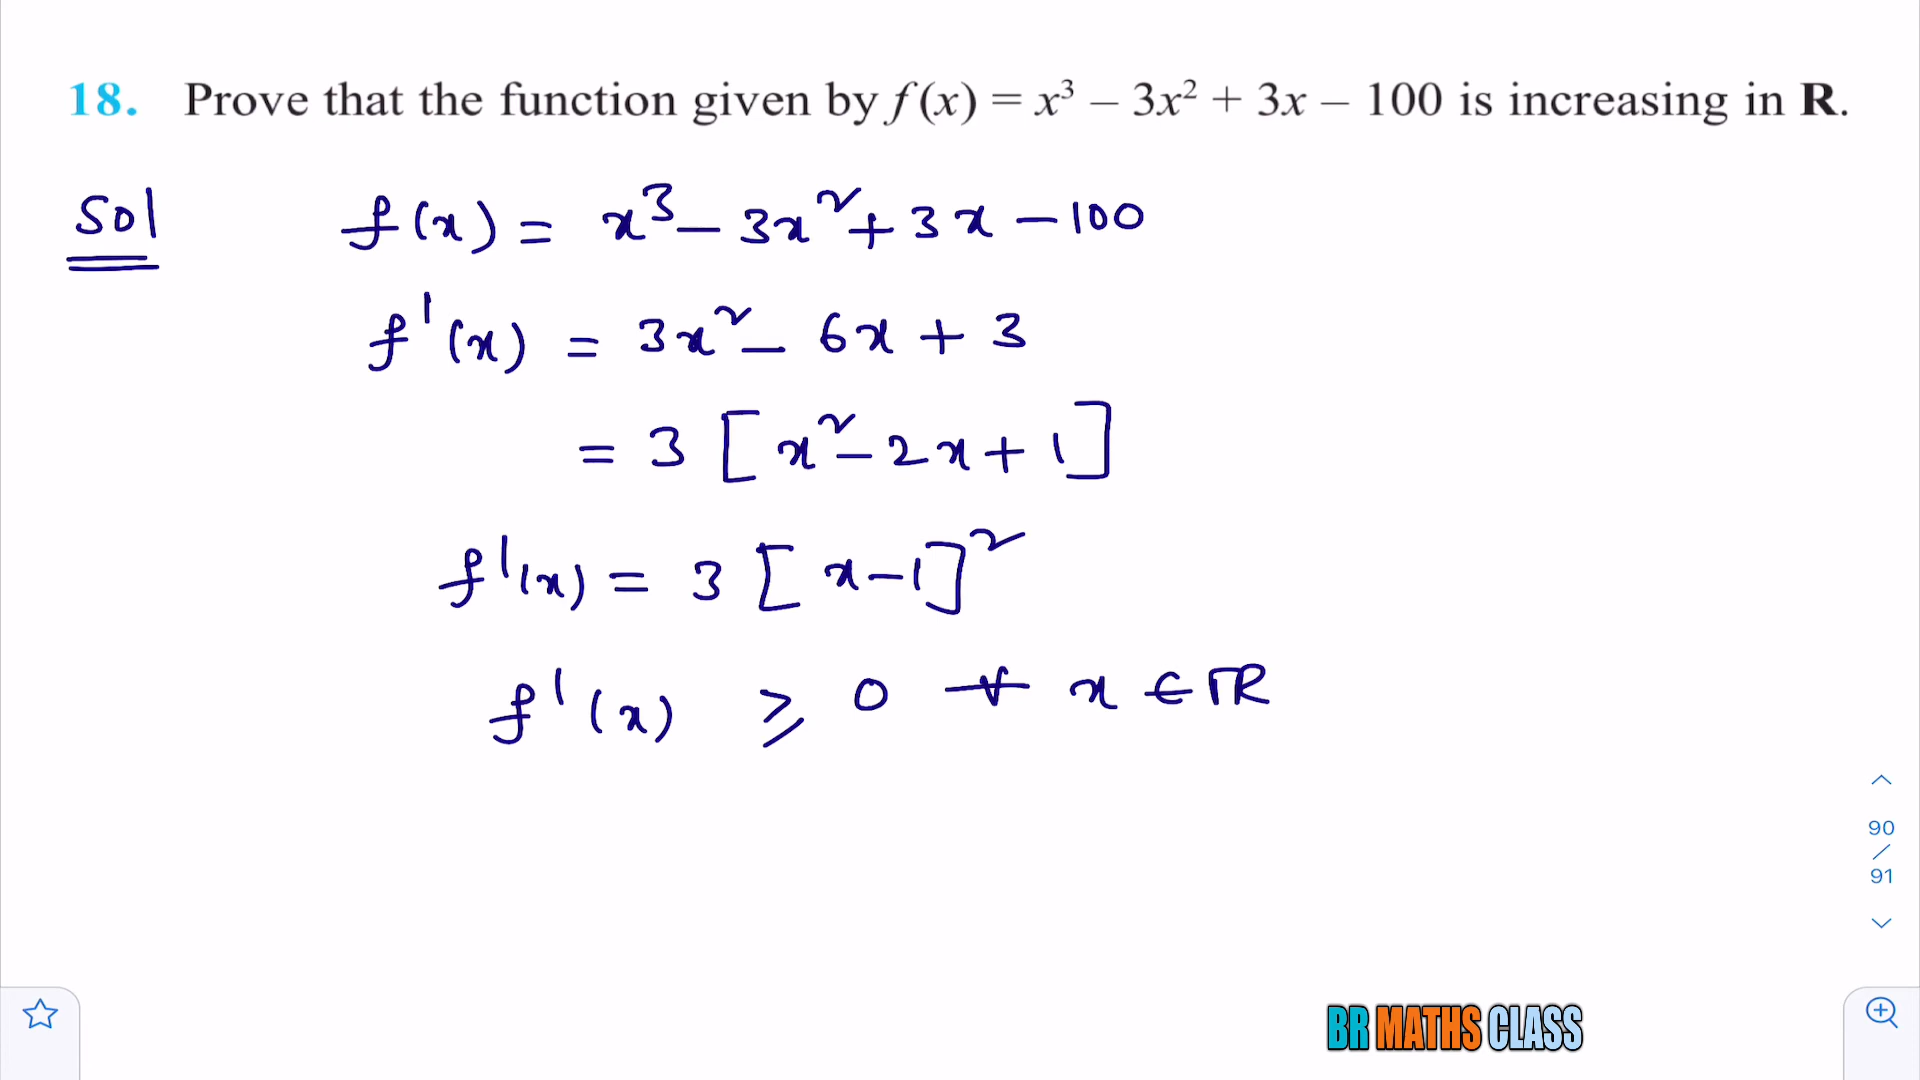 18. Prove that the function given by f(x) = x³ – 3x² + 3x – 100 is increasing in R.
Sol f(x) = x³ – 3x² + 3x – 100
f'(x) = 3x² – 6x + 3
= 3 [x² – 2x + 1]
f'(x) = 3 [x – 1]²
f'(x) ≥ 0 ∀ x ∈ ℝ
90
/
91
BR MATHS CLASS